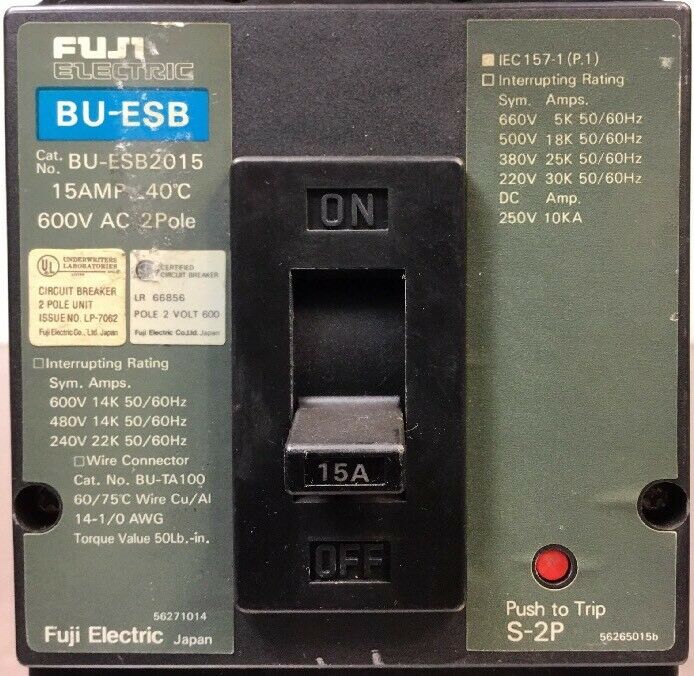 FUJI
ELECTRIC
BU-ESB
Cat. No. BU-ESB2015
15AMP 40℃
600V AC 2Pole
UL UNDERWRITERS
LABORATORIES
CIRCUIT BREAKER
2 POLE UNIT
ISSUE NO. LP-7062
Fuji Electric Co., Ltd. Japan
CERTIFIED
CIRCUIT BREAKER
LR 66856
POLE 2 VOLT 600
Fuji Electric Co.Ltd. Japan
□Interrupting Rating
Sym. Amps.
600V 14K 50/60Hz
480V 14K 50/60Hz
240V 22K 50/60Hz
□Wire Connector
Cat. No. BU-TA100
60/75℃ Wire Cu/Al
14-1/0 AWG
Torque Value 50Lb.-in.
56271014
Fuji Electric Japan
ON
15A
OFF
IEC157-1 (P.1)
□Interrupting Rating
Sym. Amps.
660V 5K 50/60Hz
500V 18K 50/60Hz
380V 25K 50/60Hz
220V 30K 50/60Hz
DC Amp.
250V 10KA
Push to Trip
S-2P
56265015b